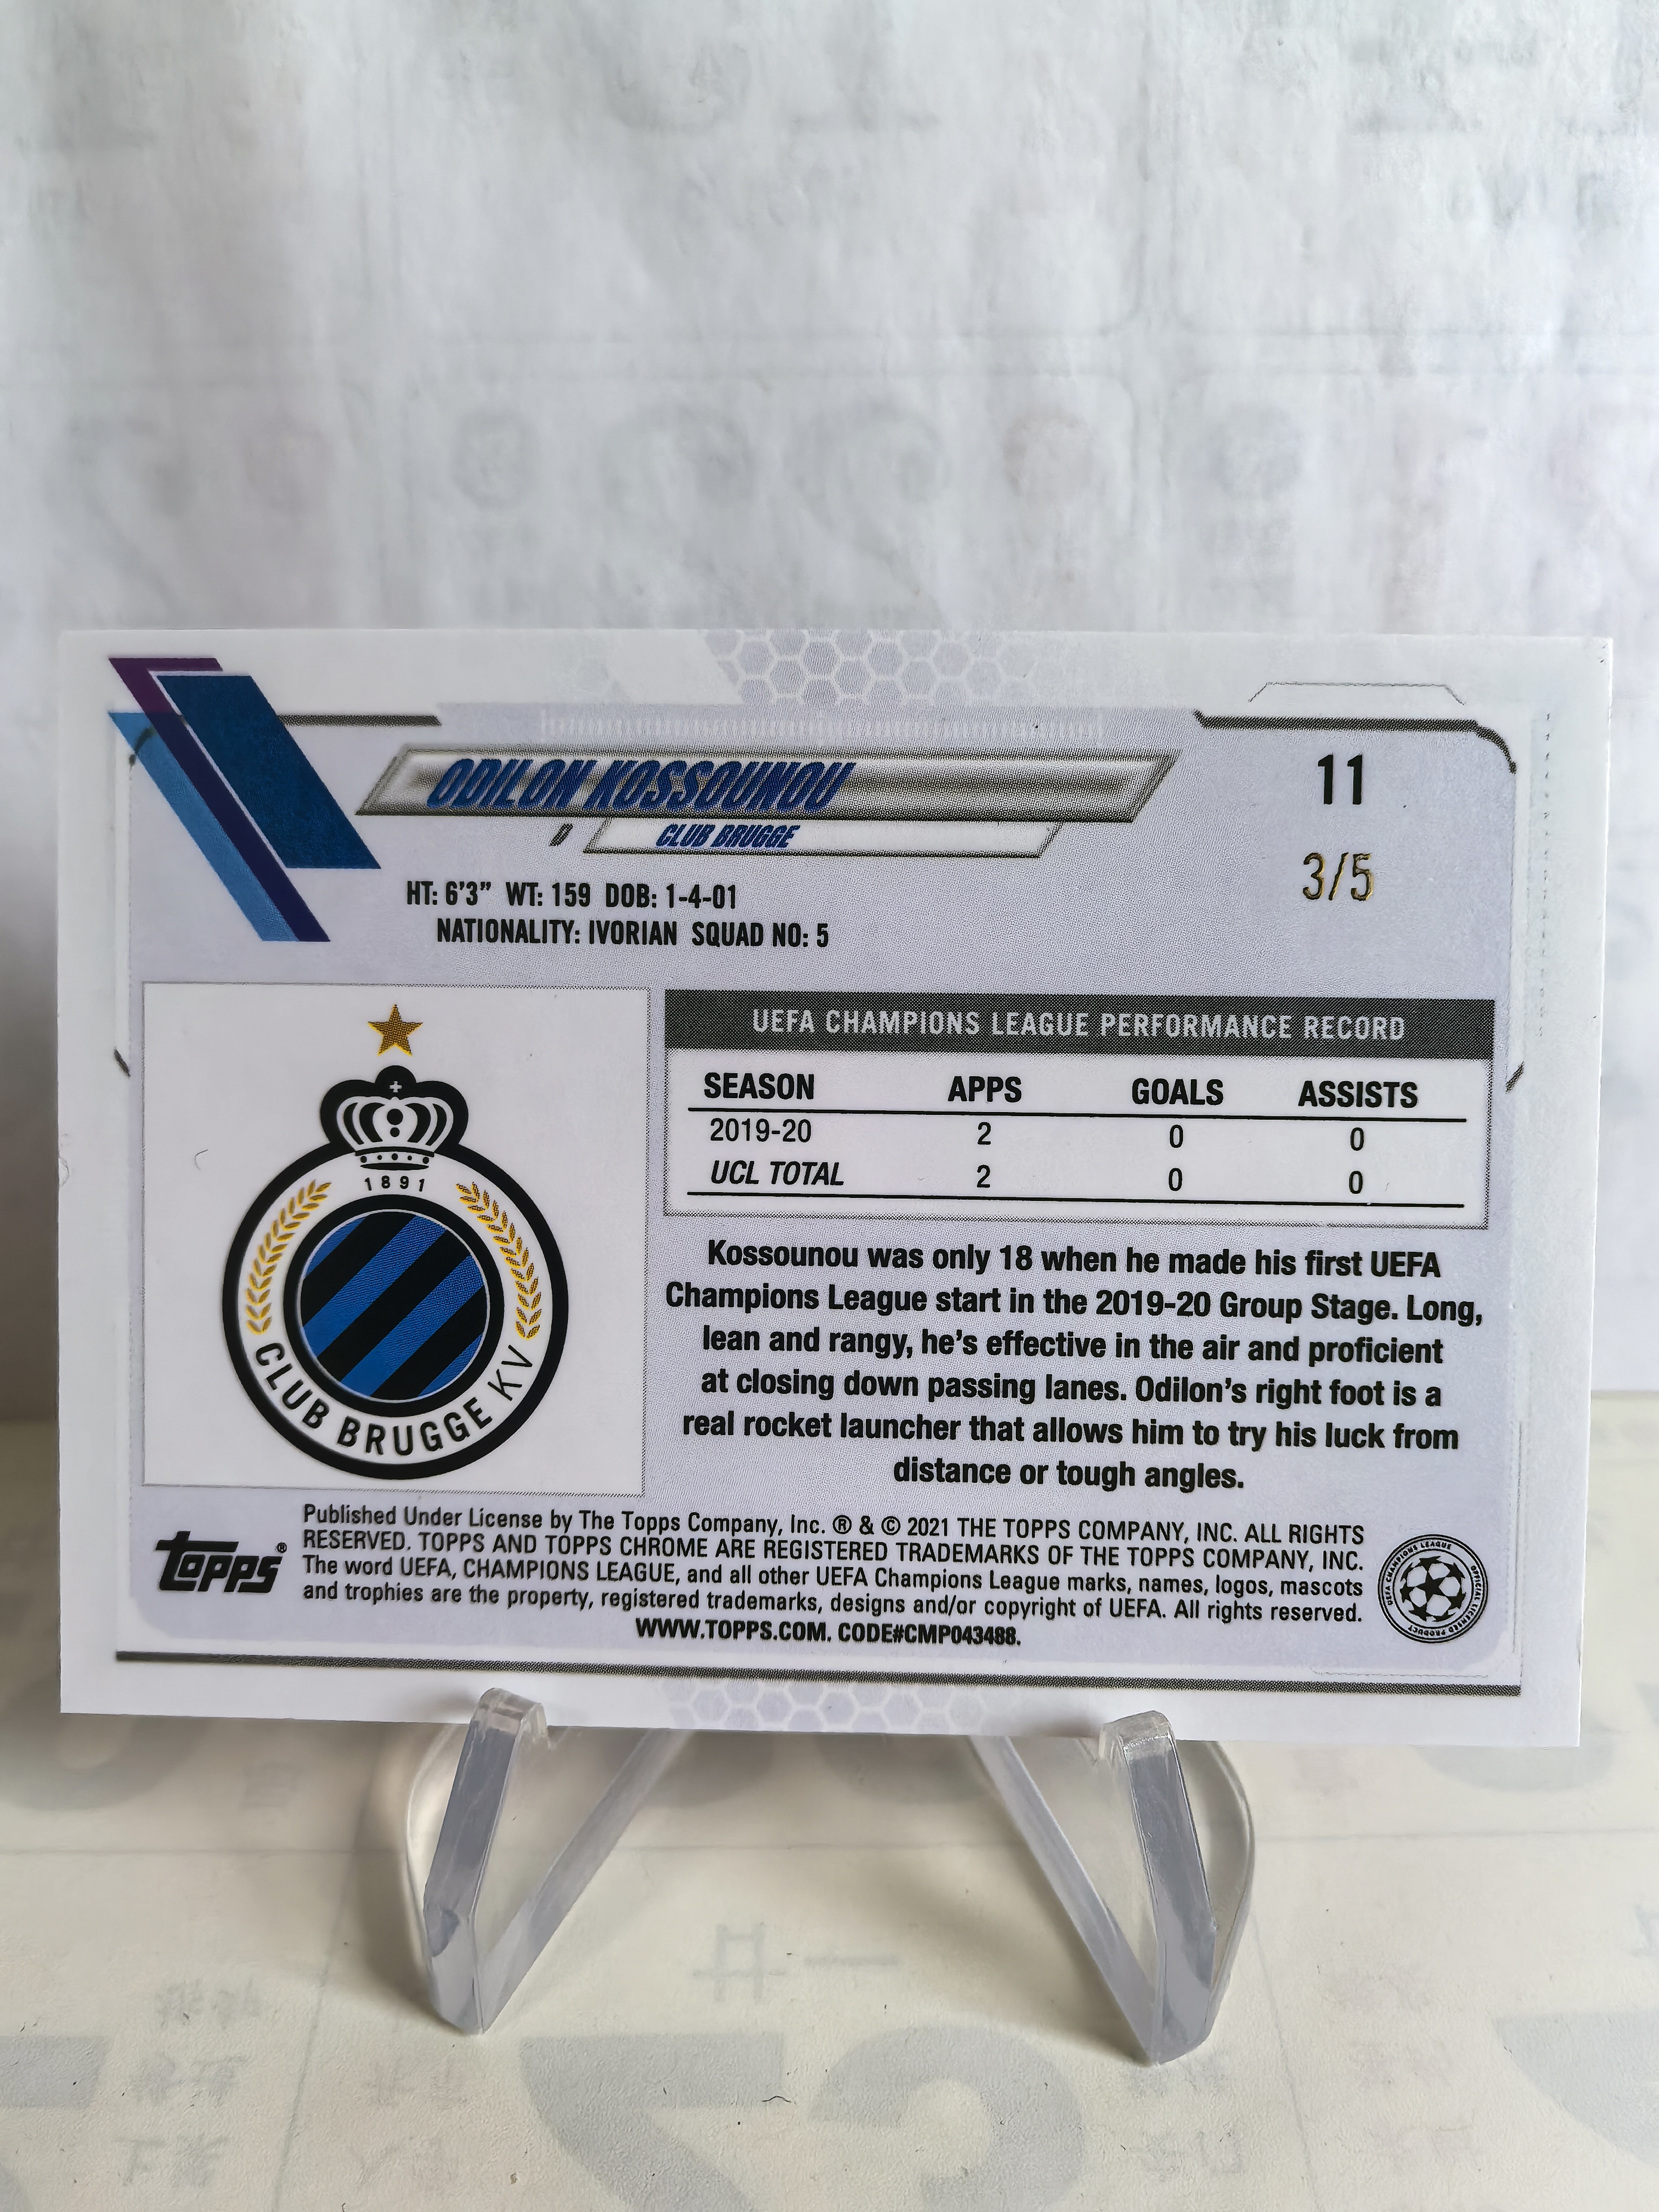 ODILON KOSSOUNOU
11
D CLUB BRUGGE
3/5
HT: 6'3” WT: 159 DOB: 1-4-01
NATIONALITY: IVORIAN SQUAD NO: 5
1891
CLUB BRUGGE KV
UEFA CHAMPIONS LEAGUE PERFORMANCE RECORD
SEASON APPS GOALS ASSISTS
2019-20 2 0 0
UCL TOTAL 2 0 0
Kossounou was only 18 when he made his first UEFA
Champions League start in the 2019-20 Group Stage. Long,
lean and rangy, he’s effective in the air and proficient
at closing down passing lanes. Odilon’s right foot is a
real rocket launcher that allows him to try his luck from
distance or tough angles.
topps®
Published Under License by The Topps Company, Inc. ® & © 2021 THE TOPPS COMPANY, INC. ALL RIGHTS
RESERVED. TOPPS AND TOPPS CHROME ARE REGISTERED TRADEMARKS OF THE TOPPS COMPANY, INC.
The word UEFA, CHAMPIONS LEAGUE, and all other UEFA Champions League marks, names, logos, mascots
and trophies are the property, registered trademarks, designs and/or copyright of UEFA. All rights reserved.
WWW.TOPPS.COM. CODE#CMP043488.
UEFA CHAMPIONS LEAGUE OFFICIAL LICENSED PRODUCT